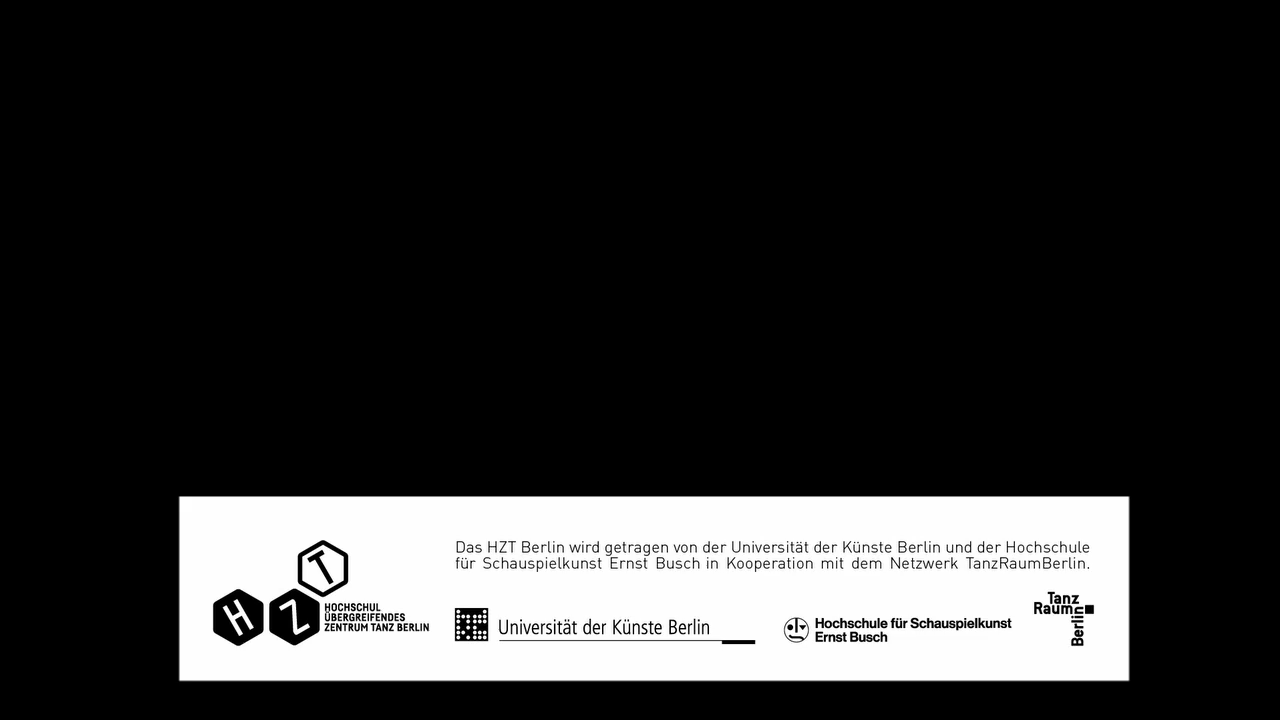 Das HZT Berlin wird getragen von der Universität der Künste Berlin und der Hochschule
für Schauspielkunst Ernst Busch in Kooperation mit dem Netzwerk TanzRaumBerlin.
H Z T
HOCHSCHUL
ÜBERGREIFENDES
ZENTRUM TANZ BERLIN
Universität der Künste Berlin
Hochschule für Schauspielkunst
Ernst Busch
Tanz
Raum
Berlin